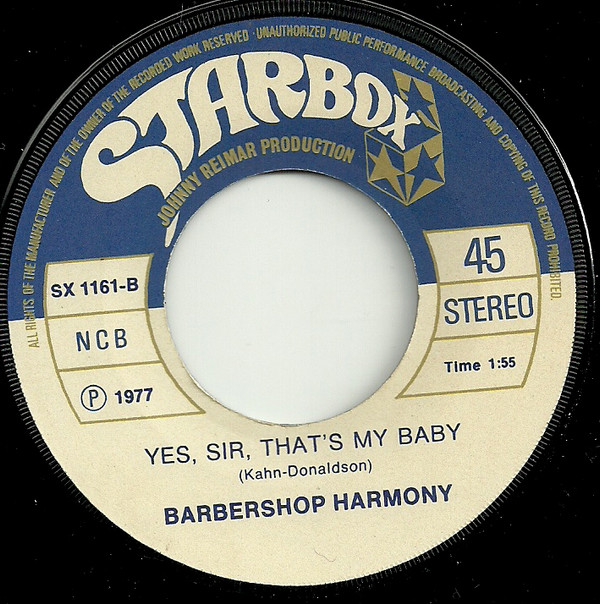 ALL RIGHTS OF THE MANUFACTURER AND OF THE OWNER OF THE RECORDED WORK RESERVED · UNAUTHORIZED PUBLIC PERFORMANCE BROADCASTING AND COPYING OF THIS RECORD PROHIBITED.
STARBOX
JOHNNY REIMAR PRODUCTION
SX 1161-B
NCB
Ⓟ 1977
45
STEREO
Time 1:55
YES, SIR, THAT'S MY BABY
(Kahn-Donaldson)
BARBERSHOP HARMONY